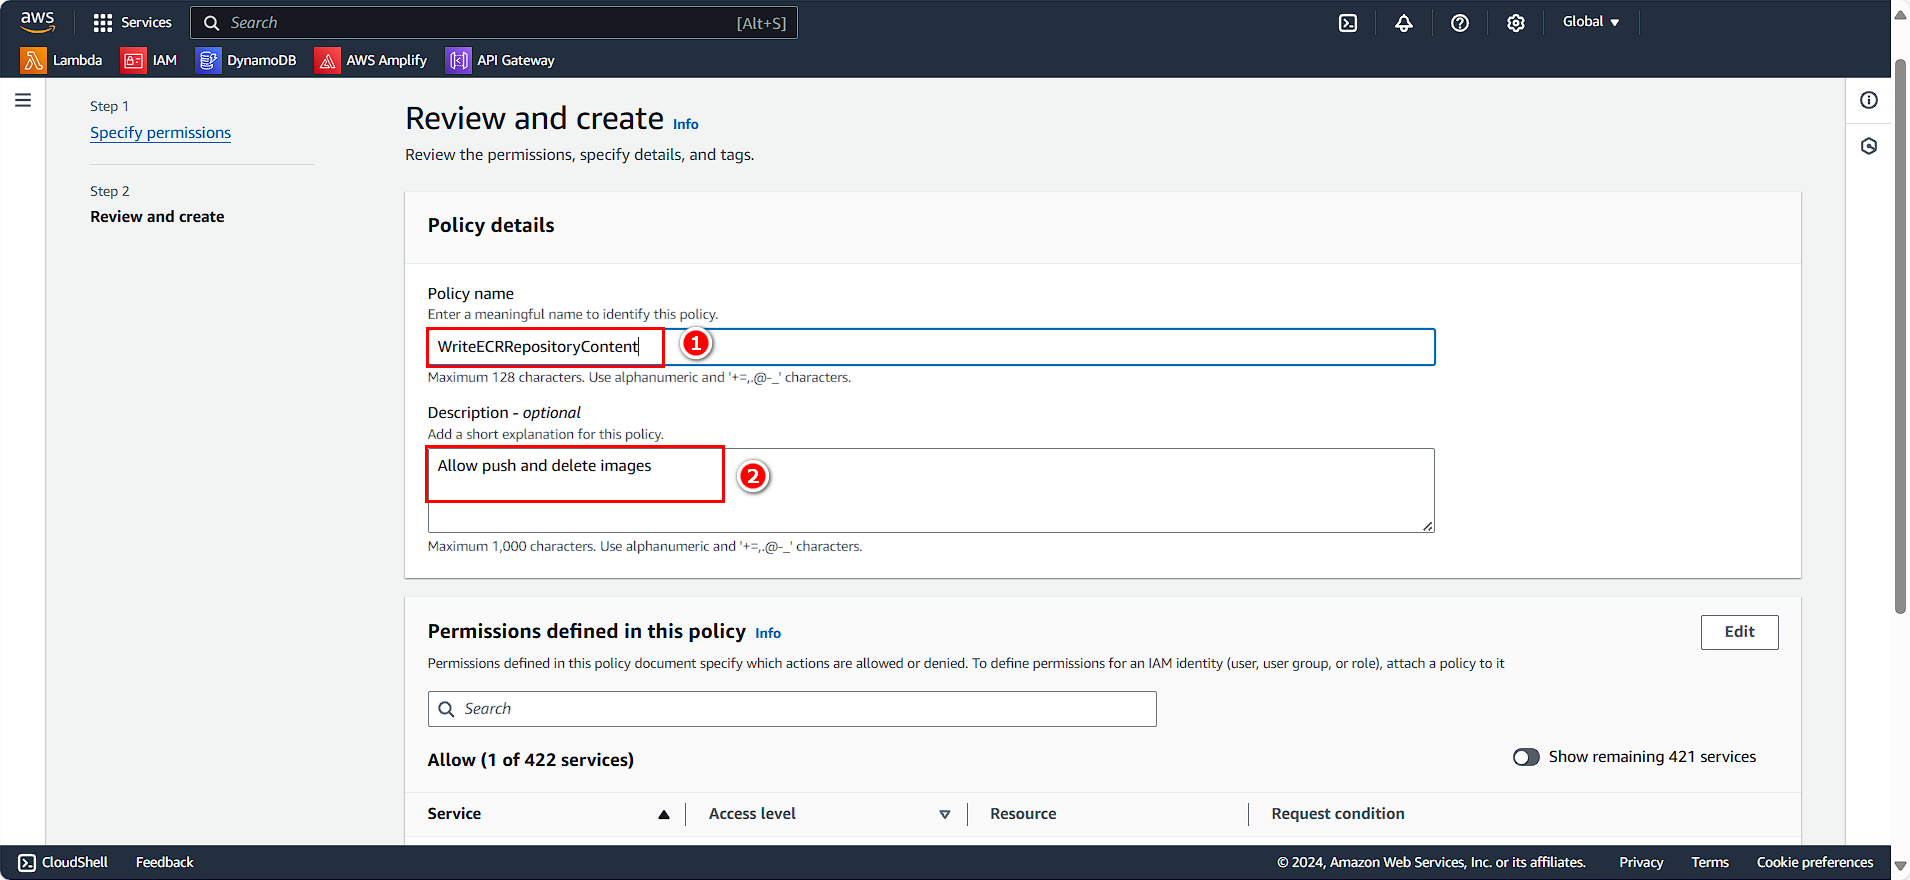 aws
Services
Search
[Alt+S]
Global
Lambda
IAM
DynamoDB
AWS Amplify
API Gateway
Step 1
Specify permissions
Step 2
Review and create
Review and create Info
Review the permissions, specify details, and tags.
Policy details
Policy name
Enter a meaningful name to identify this policy.
WriteECRRepositoryContent
1
Maximum 128 characters. Use alphanumeric and '+=,.@-_' characters.
Description - optional
Add a short explanation for this policy.
Allow push and delete images
2
Maximum 1,000 characters. Use alphanumeric and '+=,.@-_' characters.
Permissions defined in this policy Info
Edit
Permissions defined in this policy document specify which actions are allowed or denied. To define permissions for an IAM identity (user, user group, or role), attach a policy to it
Search
Allow (1 of 422 services)
Show remaining 421 services
Service
Access level
Resource
Request condition
CloudShell
Feedback
© 2024, Amazon Web Services, Inc. or its affiliates.
Privacy
Terms
Cookie preferences